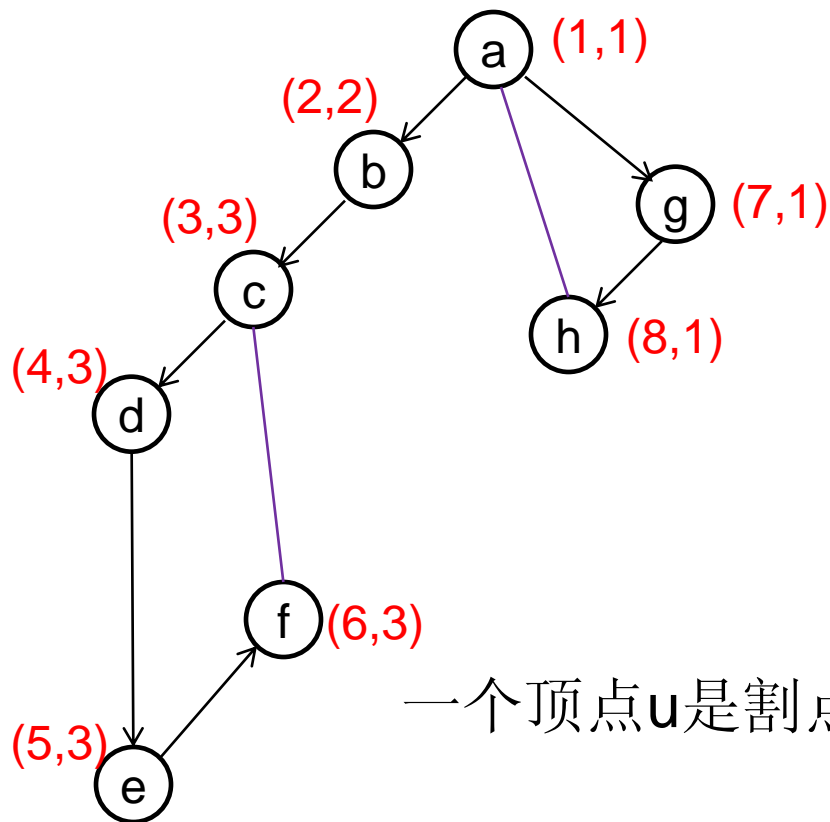 a (1,1)
(2,2)
b
g (7,1)
(3,3)
c
h (8,1)
(4,3)
d
f (6,3)
一个顶点u是割点
(5,3)
e